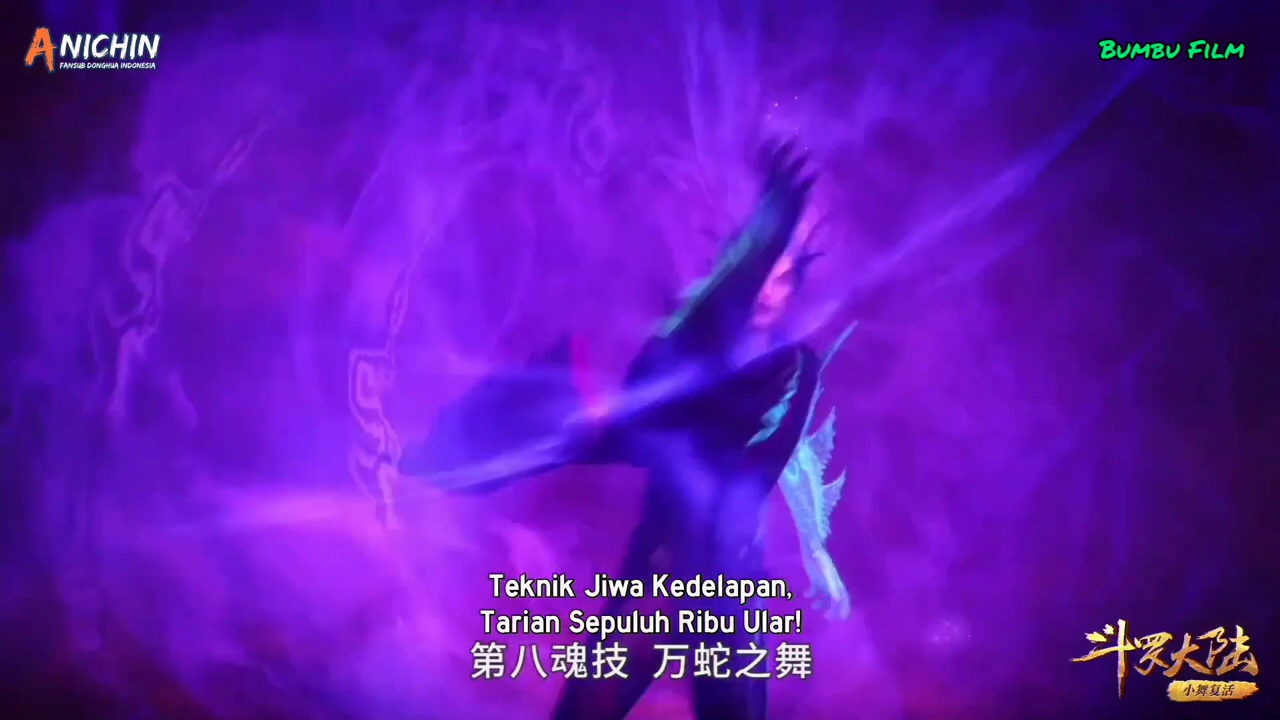 ANICHIN
FANSUB DONGHUA INDONESIA
BUMBU FILM
Teknik Jiwa Kedelapan,
Tarian Sepuluh Ribu Ular!
第八魂技 万蛇之舞
斗罗大陆
小舞复活